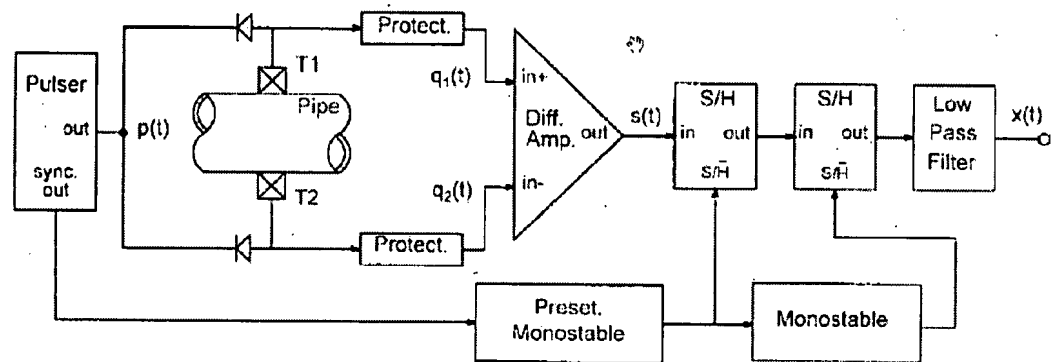 Pulser
out
sync.
out
p(t)
T1
Pipe
T2
Protect.
q₁(t)
in+
Diff.
Amp.
out
in-
q₂(t)
Protect.
s(t)
S/H
in out
S/H̄
S/H
in out
S/H̄
Low
Pass
Filter
x(t)
Preset.
Monostable
Monostable